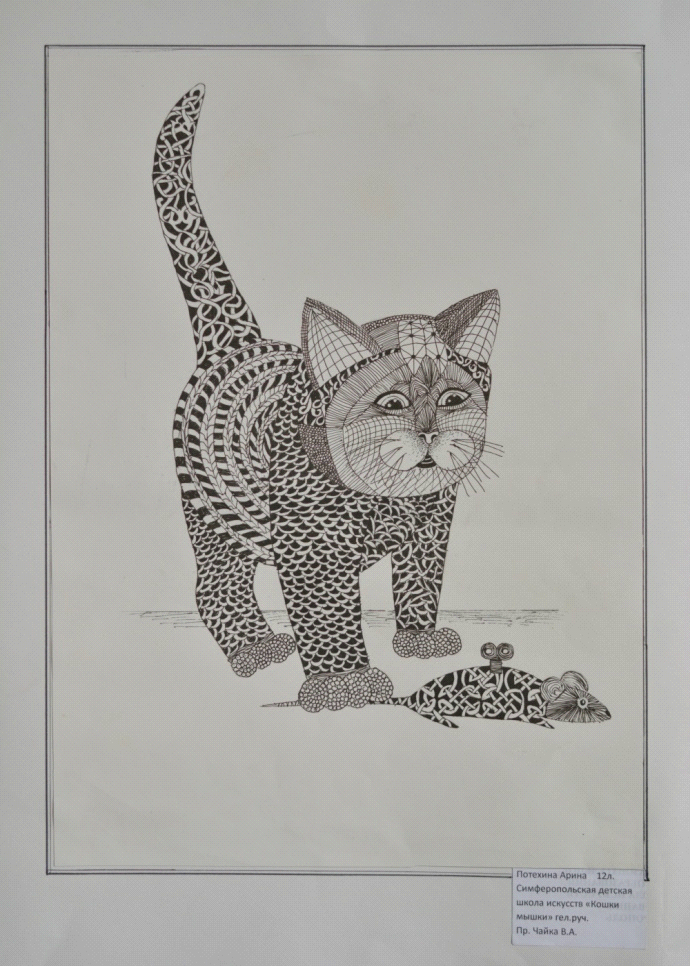 Потехина Арина 12л.
Симферопольская детская
школа искусств «Кошки
мышки» гел.руч.
Пр. Чайка В.А.